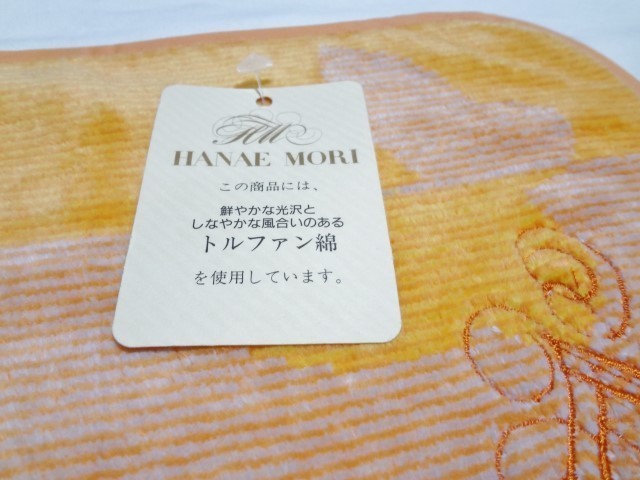 HM
HANAE MORI
この商品には、
鮮やかな光沢と
しなやかな風合いのある
トルファン綿
を使用しています。